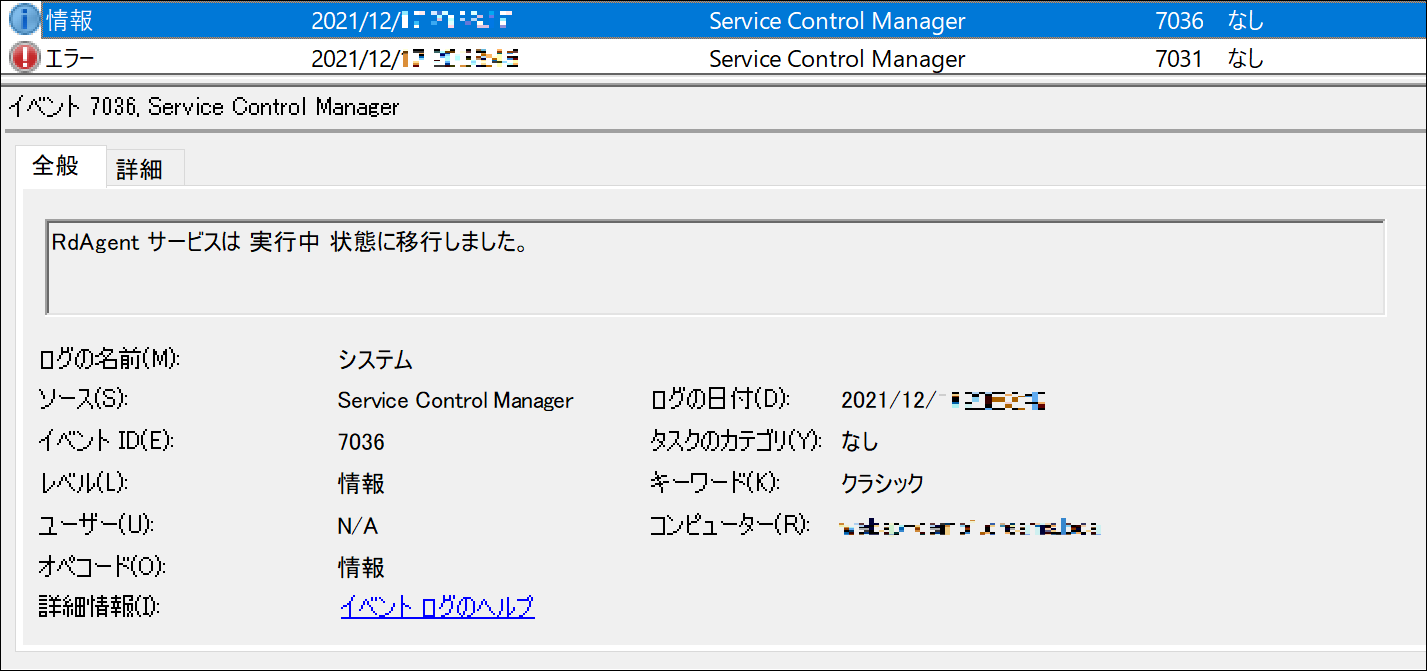 情報 2021/12/ Service Control Manager 7036 なし
エラー 2021/12/17 Service Control Manager 7031 なし
イベント 7036, Service Control Manager
全般 詳細
RdAgent サービスは 実行中 状態に移行しました。
ログの名前(M): システム
ソース(S): Service Control Manager ログの日付(D): 2021/12/
イベント ID(E): 7036 タスクのカテゴリ(Y): なし
レベル(L): 情報 キーワード(K): クラシック
ユーザー(U): N/A コンピューター(R):
オペコード(O): 情報
詳細情報(I): イベント ログのヘルプ